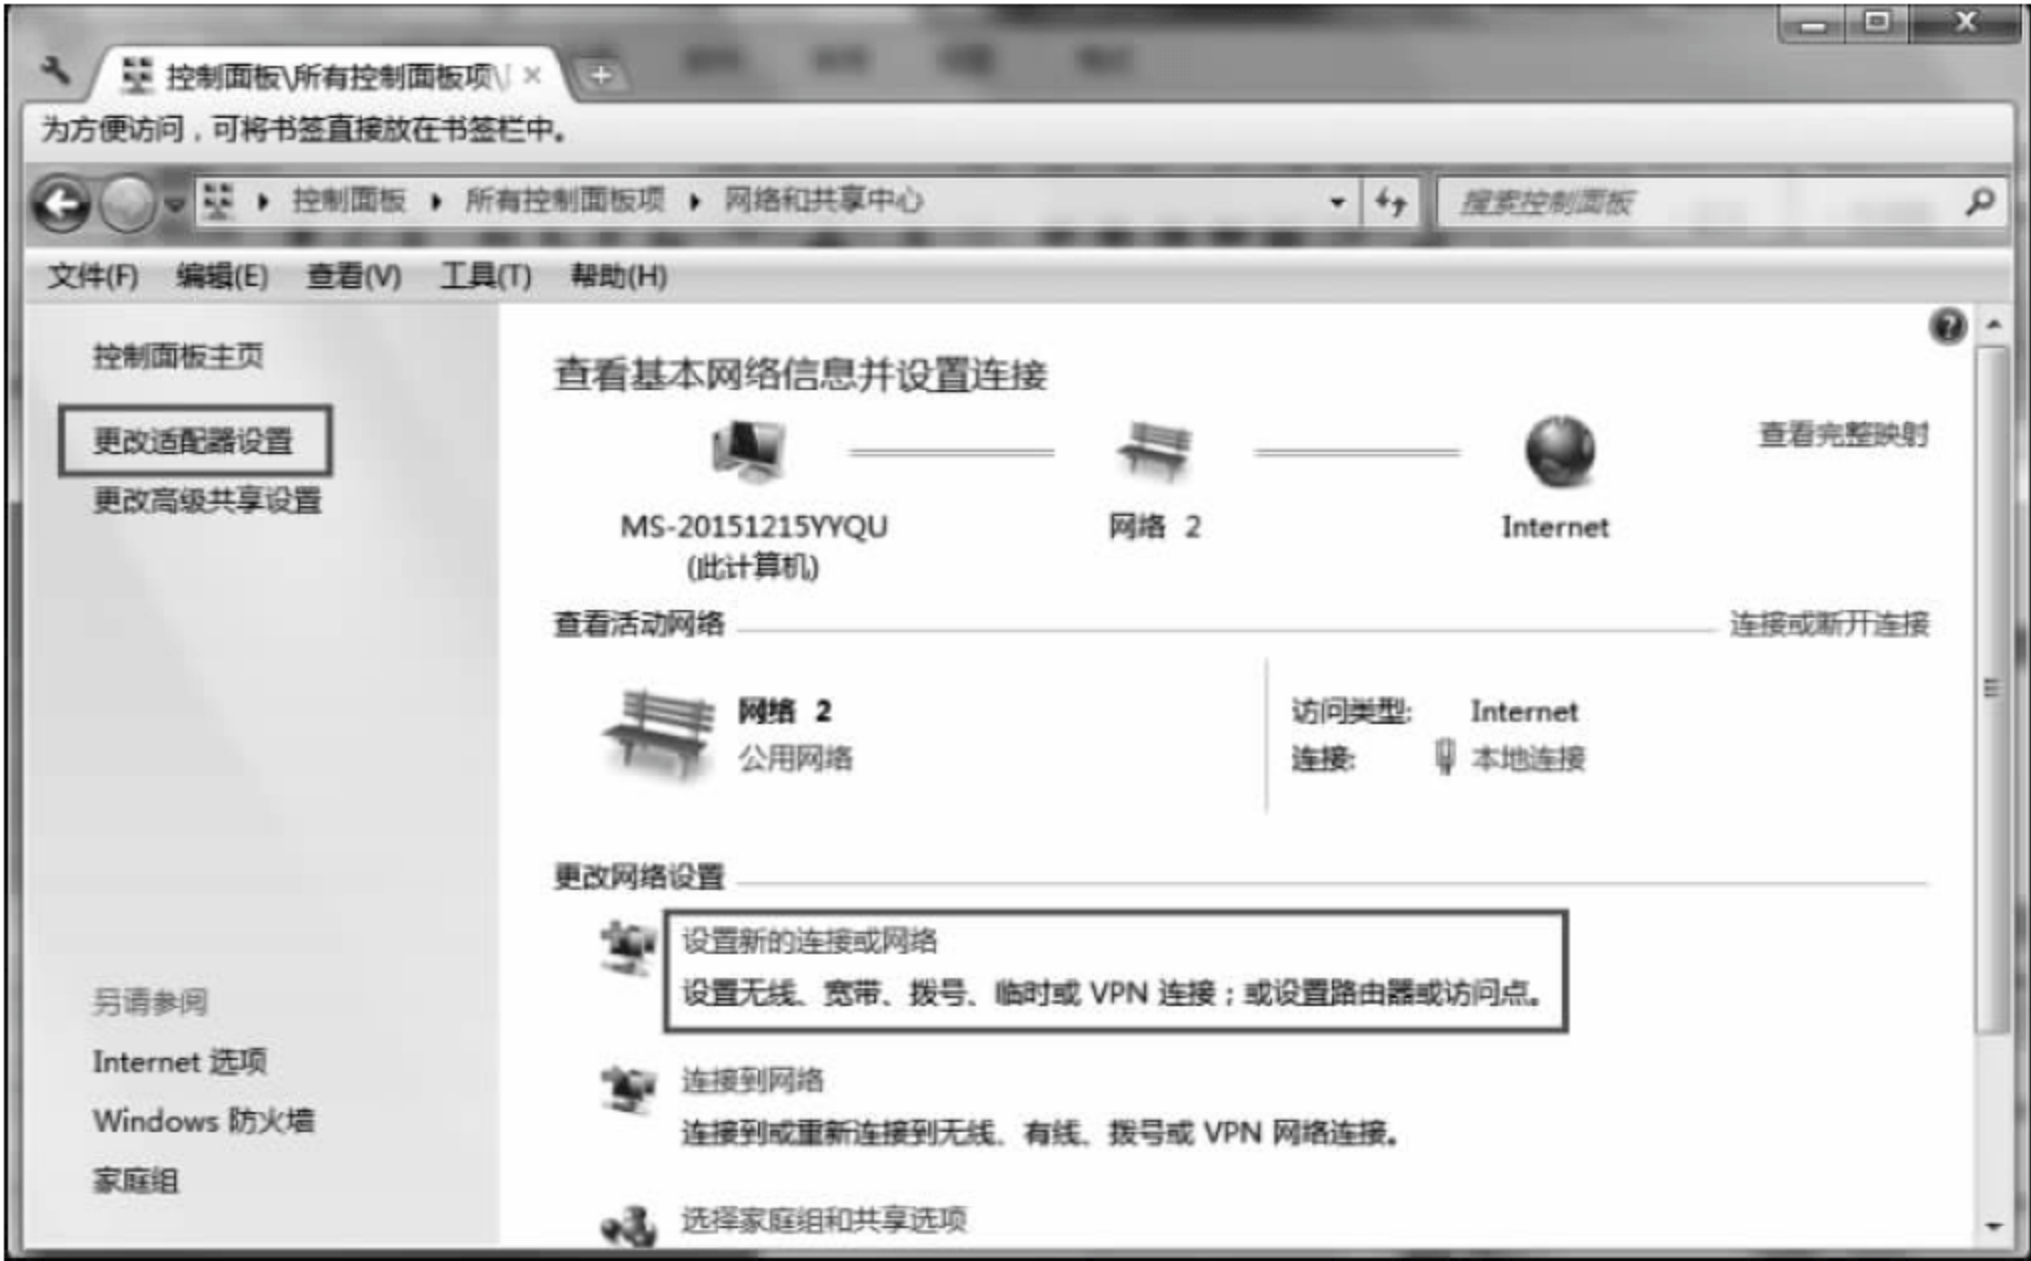 控制面板\所有控制面板项\
为方便访问，可将书签直接放在书签栏中。
控制面板 所有控制面板项 网络和共享中心
搜索控制面板
文件(F) 编辑(E) 查看(V) 工具(T) 帮助(H)
控制面板主页
更改适配器设置
更改高级共享设置
另请参阅
Internet 选项
Windows 防火墙
家庭组
查看基本网络信息并设置连接
查看完整映射
MS-20151215YYQU
(此计算机)
网络 2
Internet
查看活动网络
连接或断开连接
网络 2
公用网络
访问类型: Internet
连接: 本地连接
更改网络设置
设置新的连接或网络
设置无线、宽带、拨号、临时或 VPN 连接；或设置路由器或访问点。
连接到网络
连接到或重新连接到无线、有线、拨号或 VPN 网络连接。
选择家庭组和共享选项